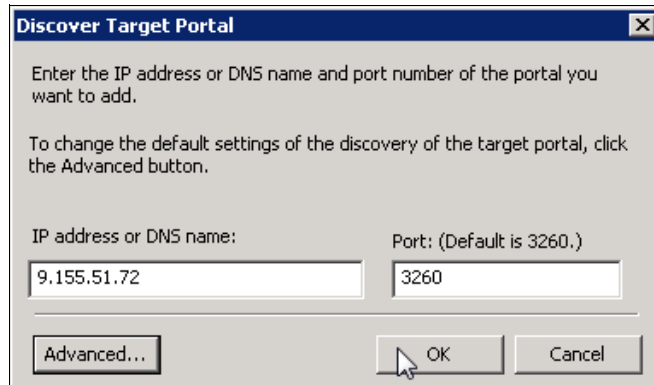 Discover Target Portal
Enter the IP address or DNS name and port number of the portal you
want to add.
To change the default settings of the discovery of the target portal, click
the Advanced button.
IP address or DNS name:
Port: (Default is 3260.)
9.155.51.72
3260
Advanced...
OK
Cancel